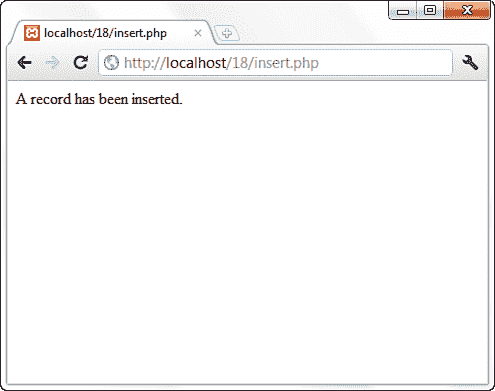 localhost/18/insert.php
http://localhost/18/insert.php
A record has been inserted.